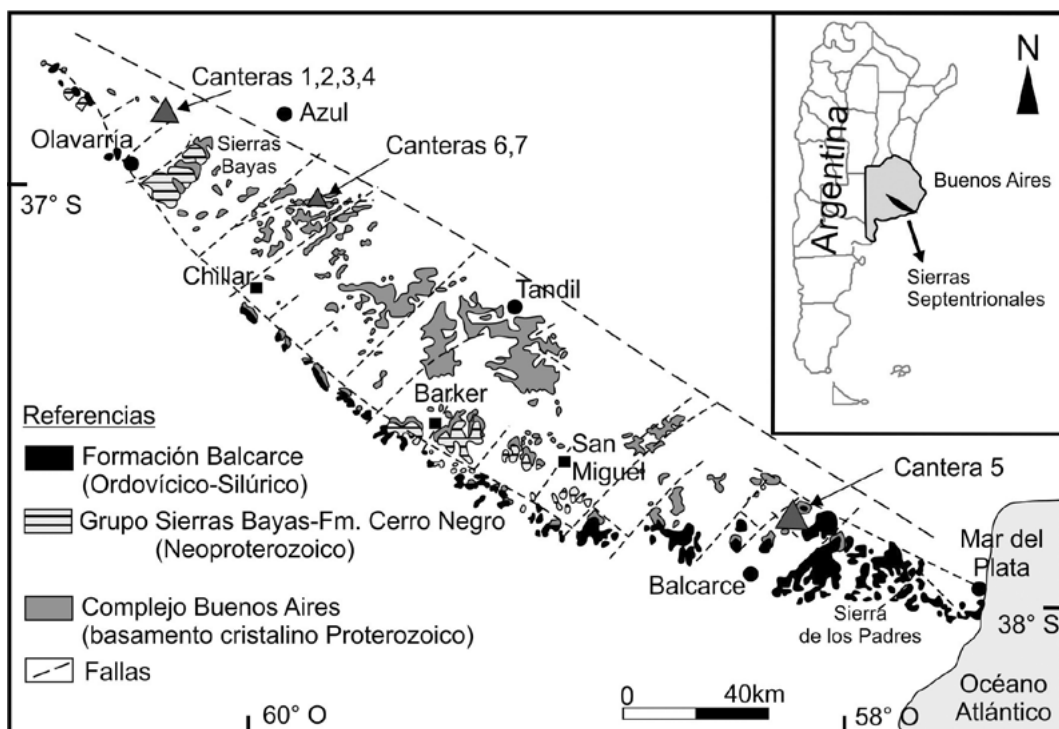 Canteras 1,2,3,4
Azul
Olavarría
Sierras
Bayas
Canteras 6,7
37° S
Chillar
Tandil
Barker
San
Miguel
Cantera 5
Balcarce
Mar del
Plata
Sierra
de los Padres
38° S
Océano
Atlántico
60° O
58° O
0
40km
Referencias
Formación Balcarce
(Ordovícico-Silúrico)
Grupo Sierras Bayas-Fm. Cerro Negro
(Neoproterozoico)
Complejo Buenos Aires
(basamento cristalino Proterozoico)
Fallas
N
Argentina
Buenos Aires
Sierras
Septentrionales